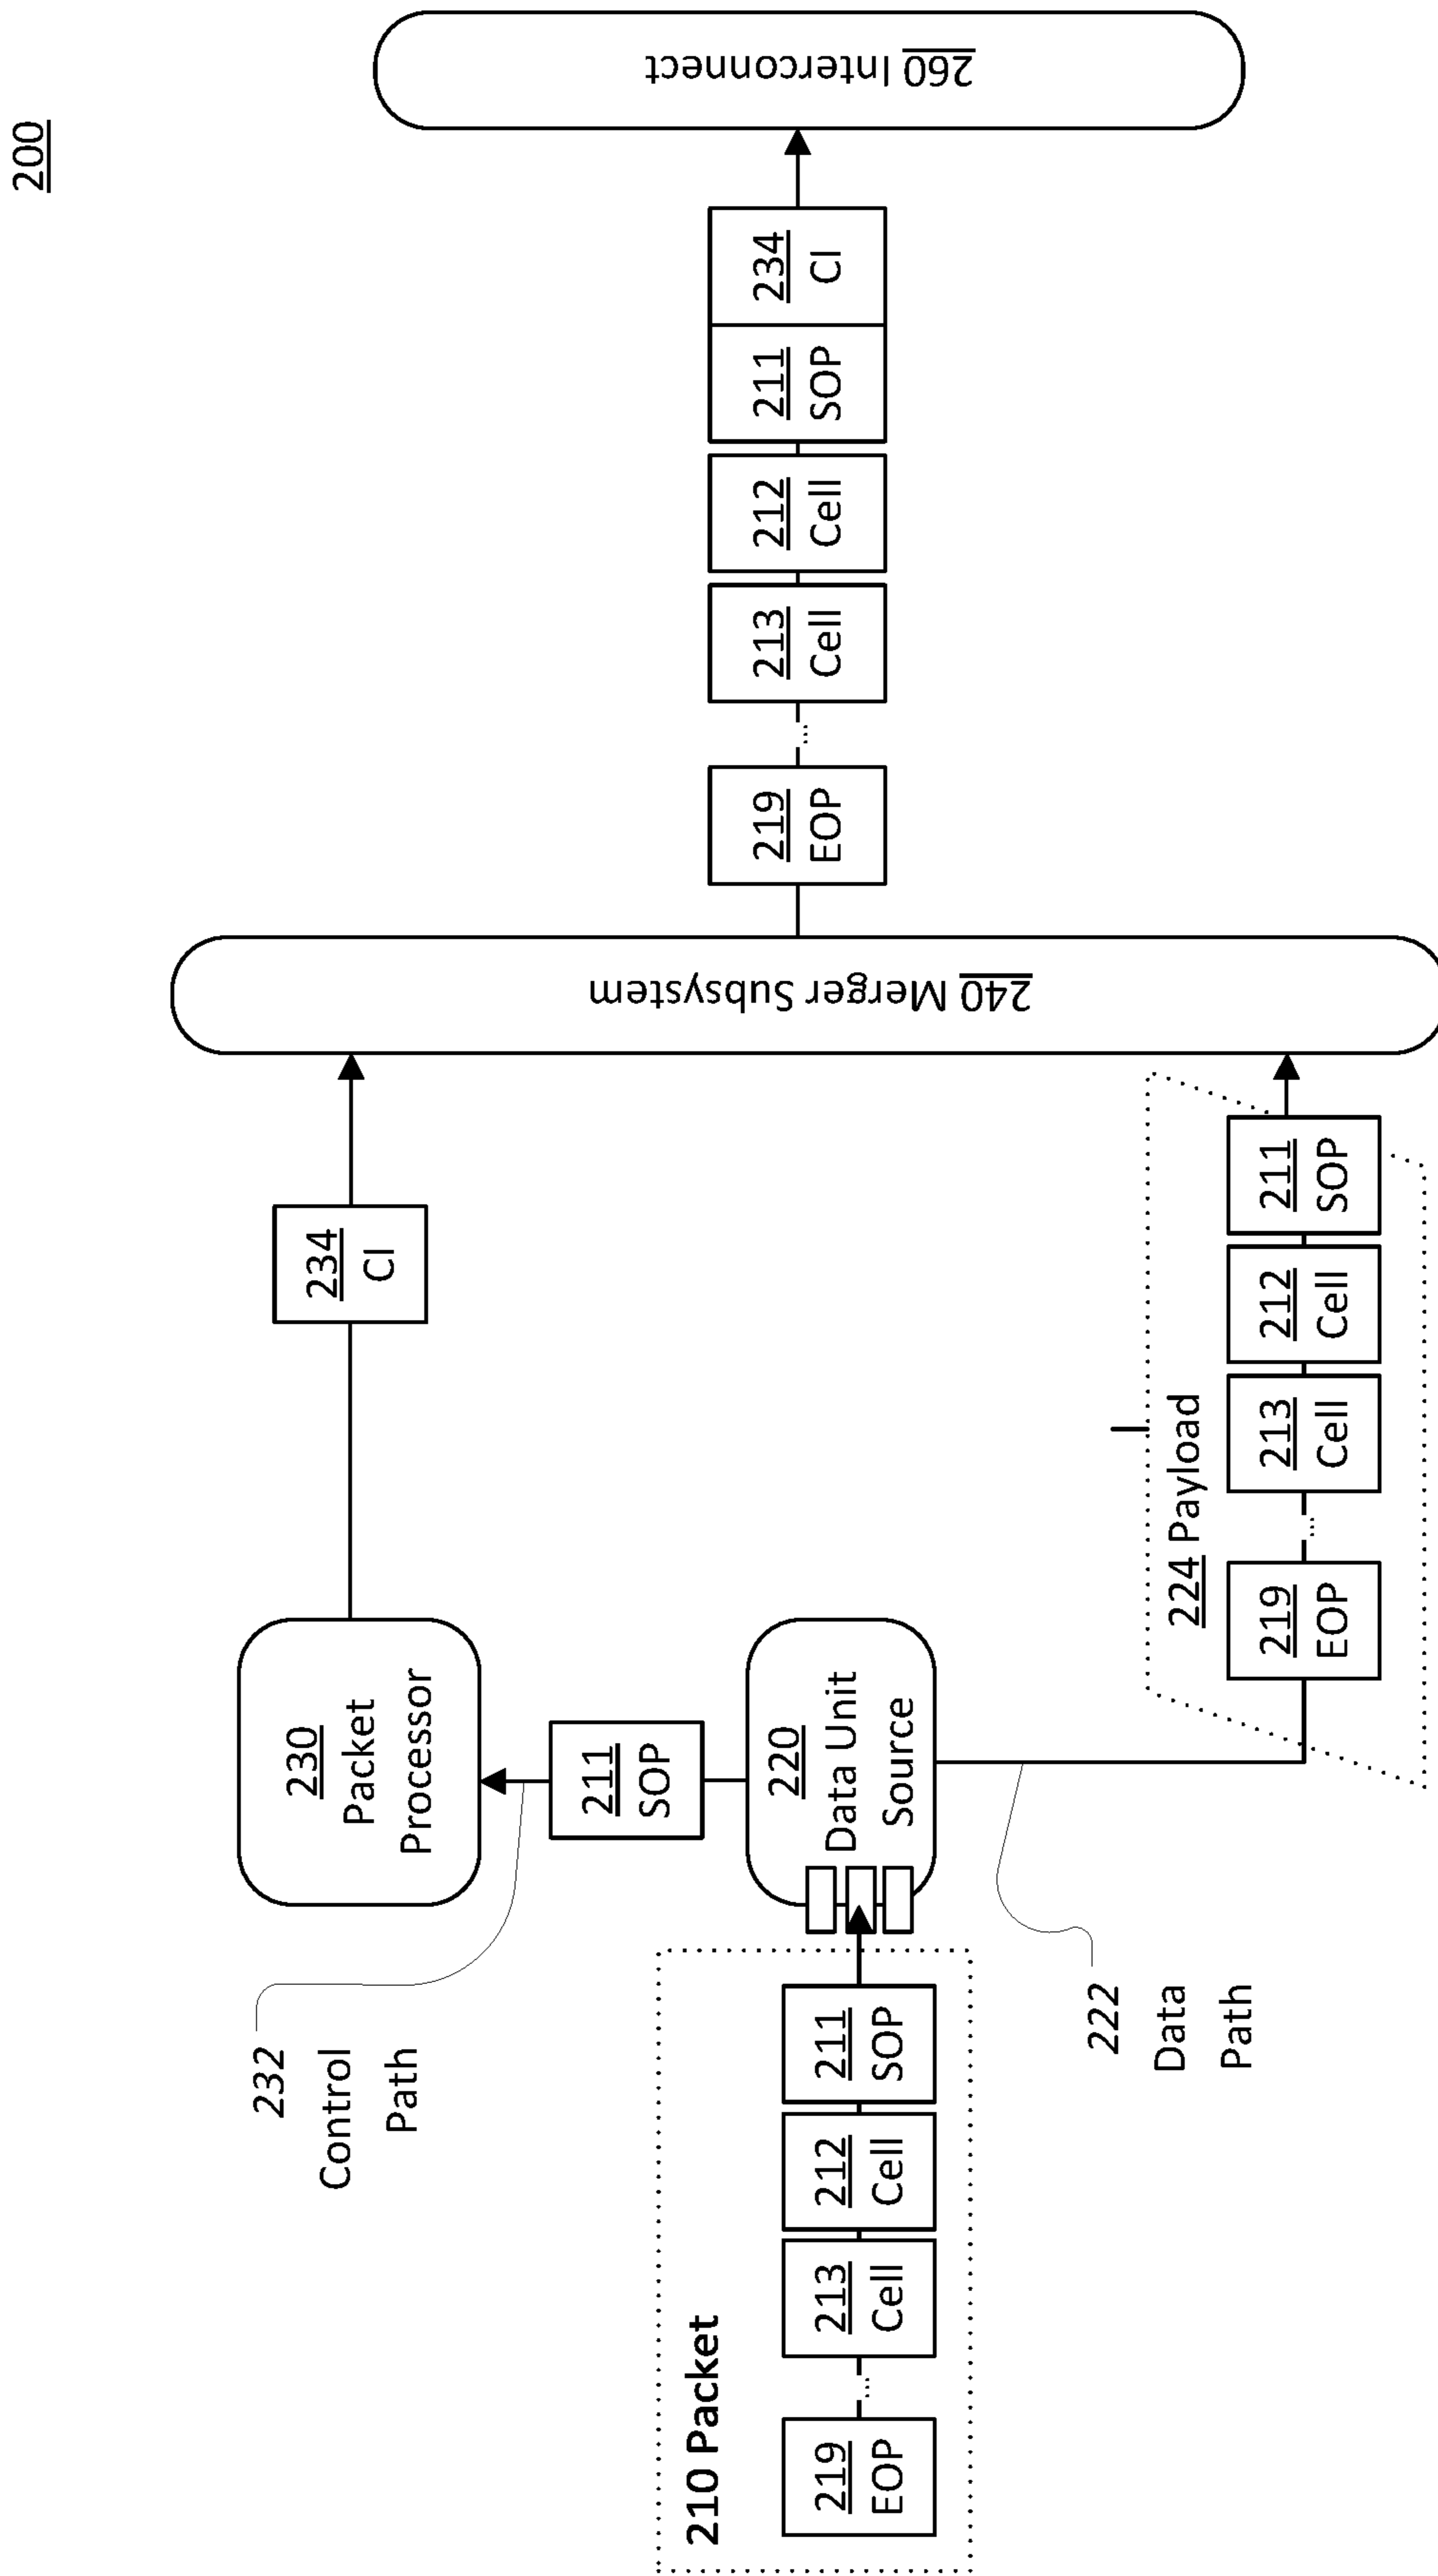 200
232
Control
Path
230
Packet
Processor
234
CI
211
SOP
210 Packet
219
EOP
213
Cell
212
Cell
211
SOP
220
Data Unit
Source
222
Data
Path
224 Payload
219
EOP
213
Cell
212
Cell
211
SOP
240 Merger Subsystem
219
EOP
...
213
Cell
212
Cell
211
SOP
234
CI
260 Interconnect